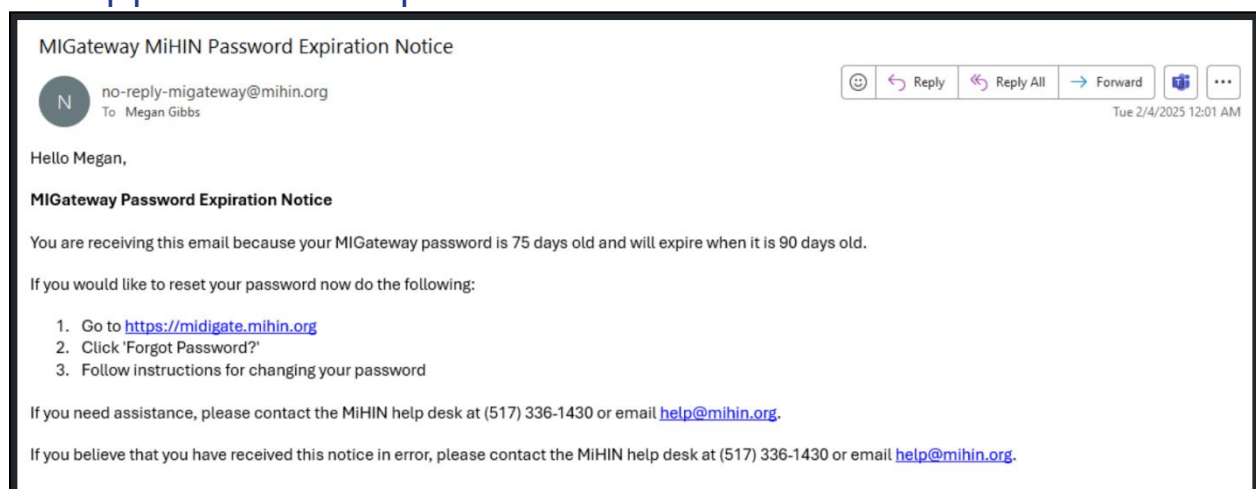 MIGateway MiHIN Password Expiration Notice
N
no-reply-migateway@mihin.org
To Megan Gibbs
Reply
Reply All
Forward
Tue 2/4/2025 12:01 AM
Hello Megan,
MIGateway Password Expiration Notice
You are receiving this email because your MIGateway password is 75 days old and will expire when it is 90 days old.
If you would like to reset your password now do the following:
1. Go to https://midigate.mihin.org
2. Click 'Forgot Password?'
3. Follow instructions for changing your password
If you need assistance, please contact the MiHIN help desk at (517) 336-1430 or email help@mihin.org.
If you believe that you have received this notice in error, please contact the MiHIN help desk at (517) 336-1430 or email help@mihin.org.